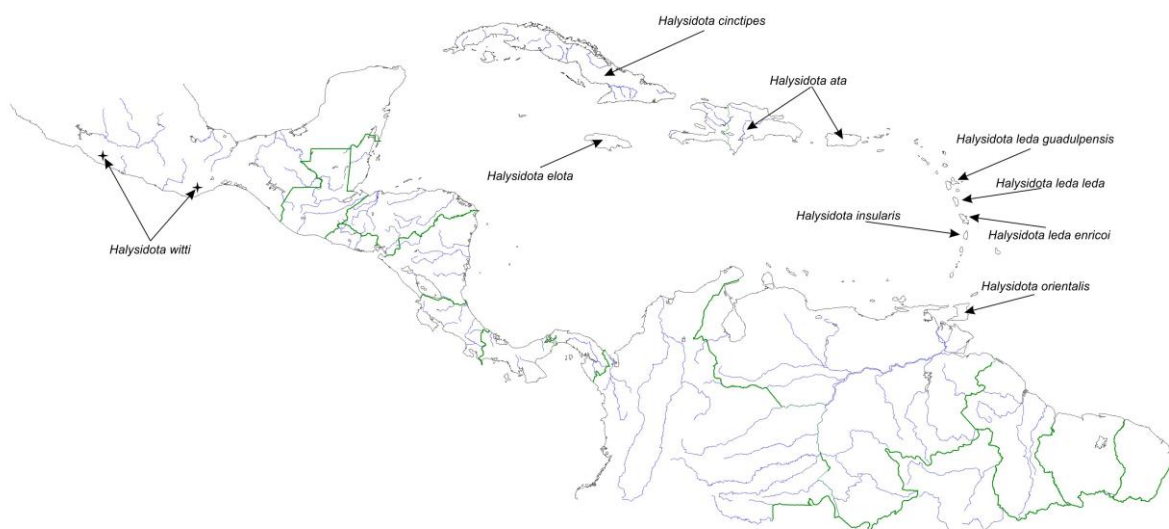 Halysidota cinctipes
Halysidota ata
Halysidota leda guadulpensis
Halysidota elota
Halysidota leda leda
Halysidota insularis
Halysidota leda enricoi
Halysidota witti
Halysidota orientalis